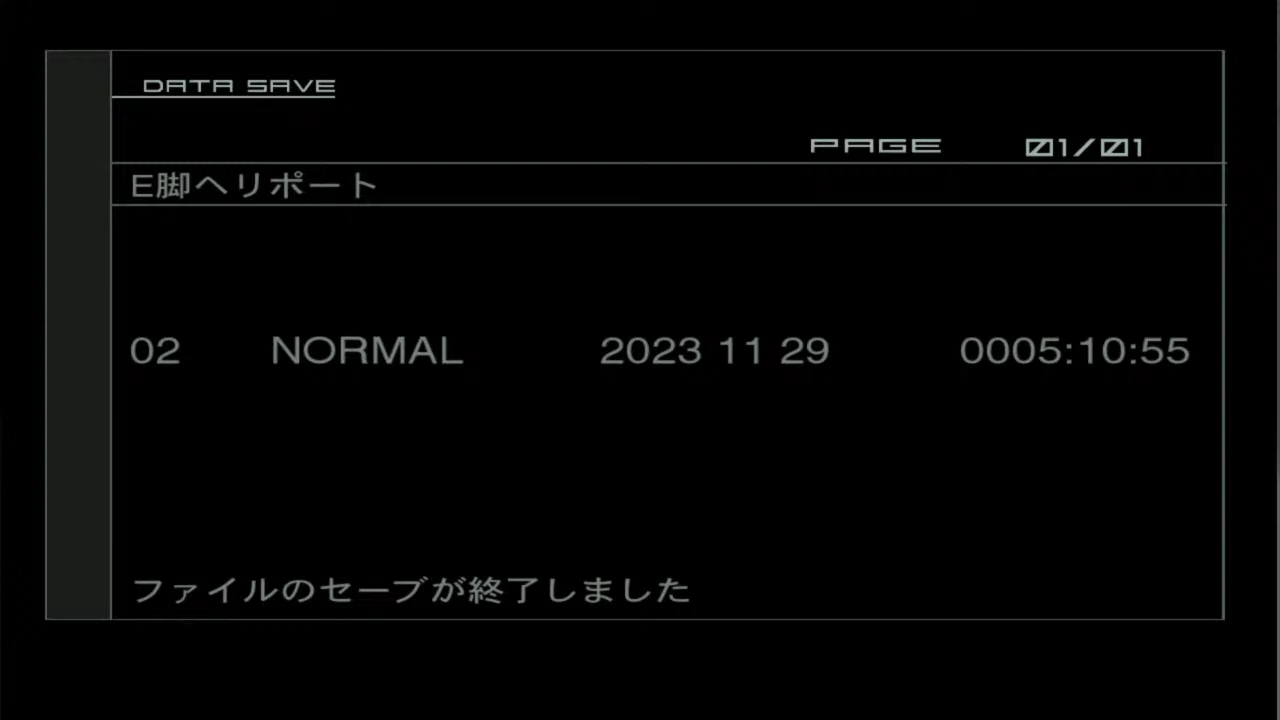 DATA SAVE
PAGE 01/01
E脚ヘリポート
02 NORMAL 2023 11 29 0005:10:55
ファイルのセーブが終了しました